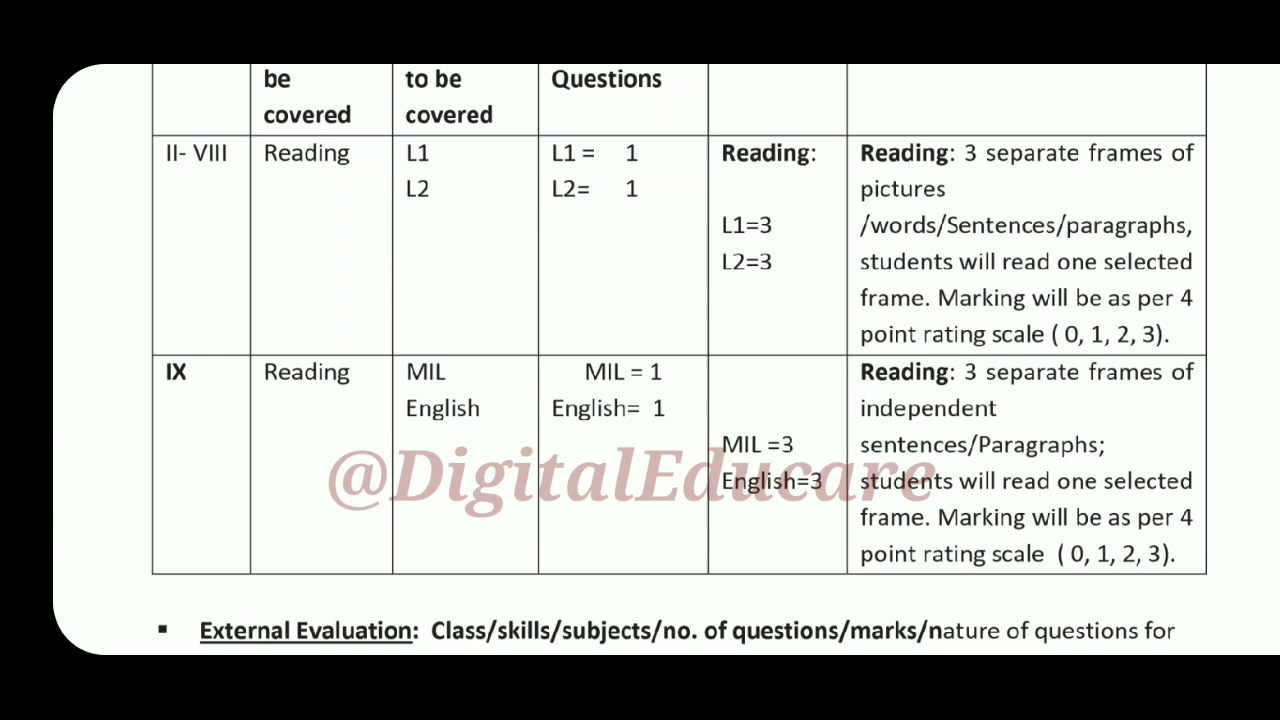 be
covered
to be
covered
Questions
II- VIII
Reading
L1
L2
L1 = 1
L2= 1
Reading:
L1=3
L2=3
Reading: 3 separate frames of
pictures
/words/Sentences/paragraphs,
students will read one selected
frame. Marking will be as per 4
point rating scale ( 0, 1, 2, 3).
IX
Reading
MIL
English
MIL = 1
English= 1
MIL =3
English=3
Reading: 3 separate frames of
independent
sentences/Paragraphs;
students will read one selected
frame. Marking will be as per 4
point rating scale ( 0, 1, 2, 3).
@DigitalEducare
▪ External Evaluation: Class/skills/subjects/no. of questions/marks/nature of questions for